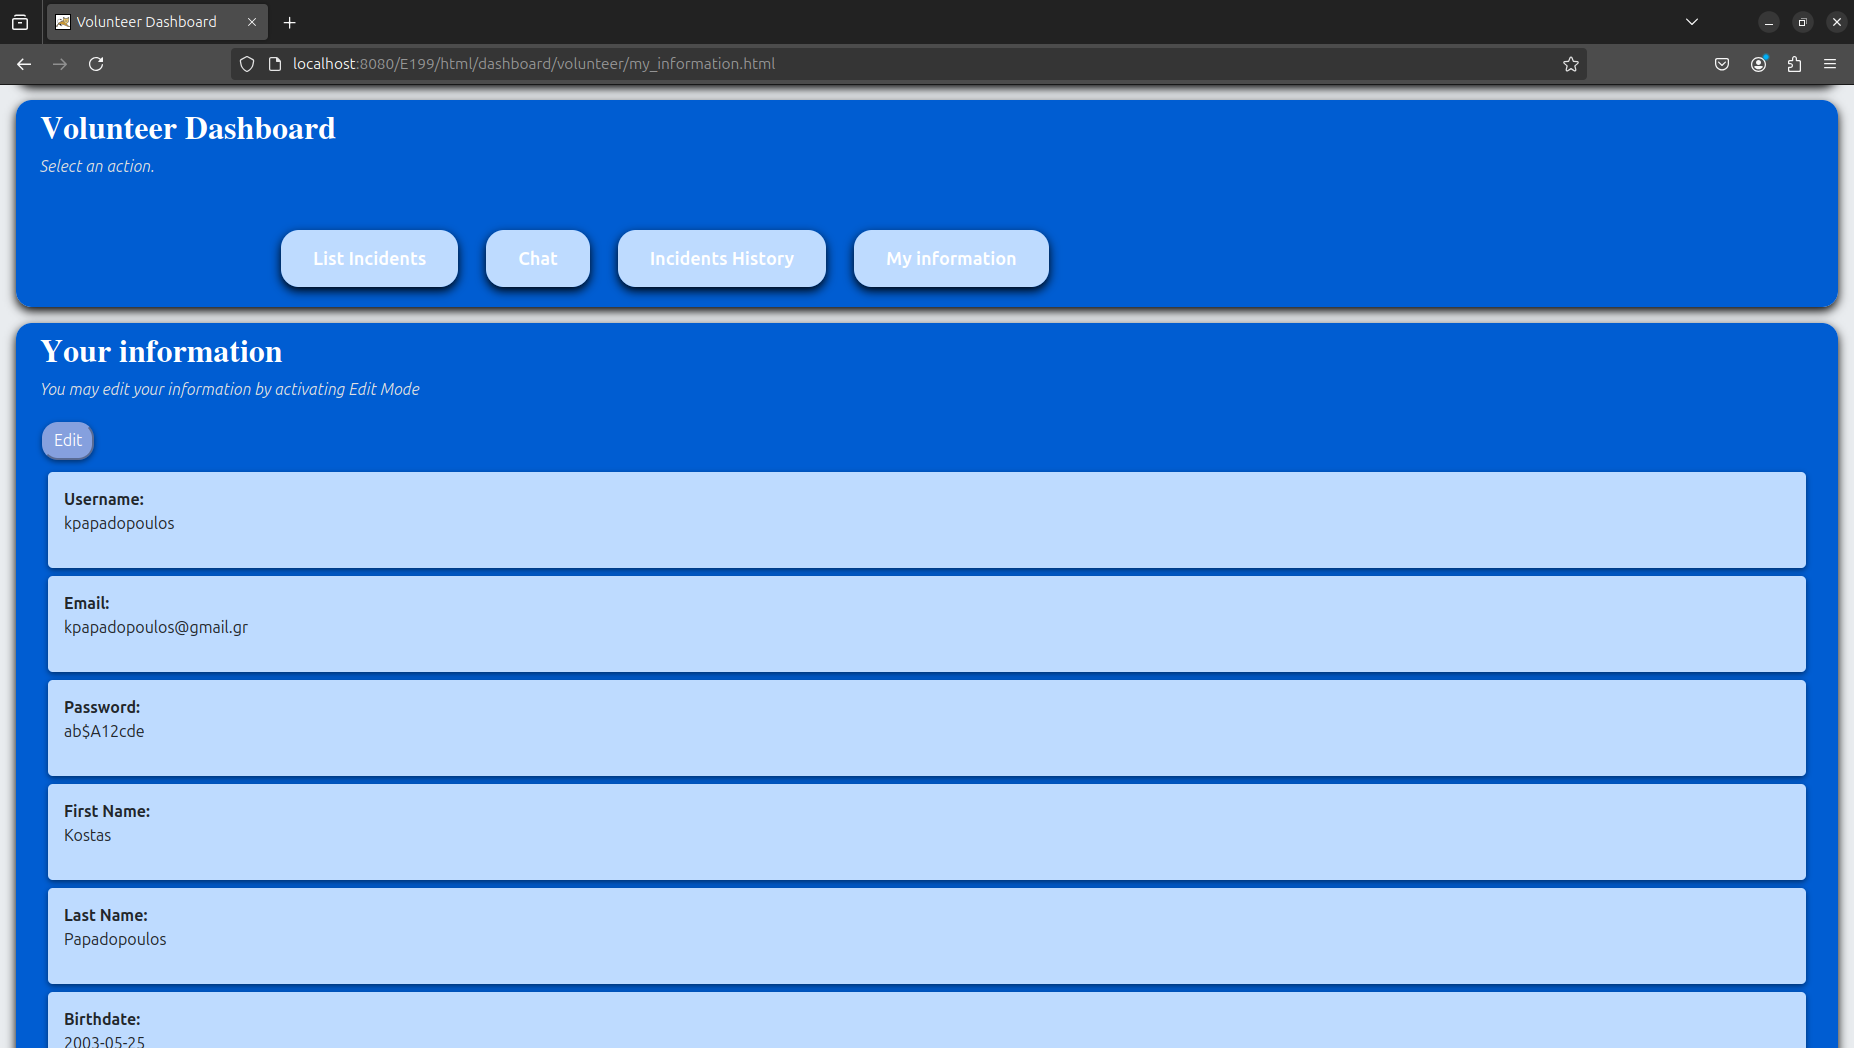 Volunteer Dashboard
localhost:8080/E199/html/dashboard/volunteer/my_information.html
Volunteer Dashboard
Select an action.
List Incidents Chat Incidents History My information
Your information
You may edit your information by activating Edit Mode
Edit
Username:
kpapadopoulos
Email:
kpapadopoulos@gmail.gr
Password:
ab$A12cde
First Name:
Kostas
Last Name:
Papadopoulos
Birthdate:
2003-05-25